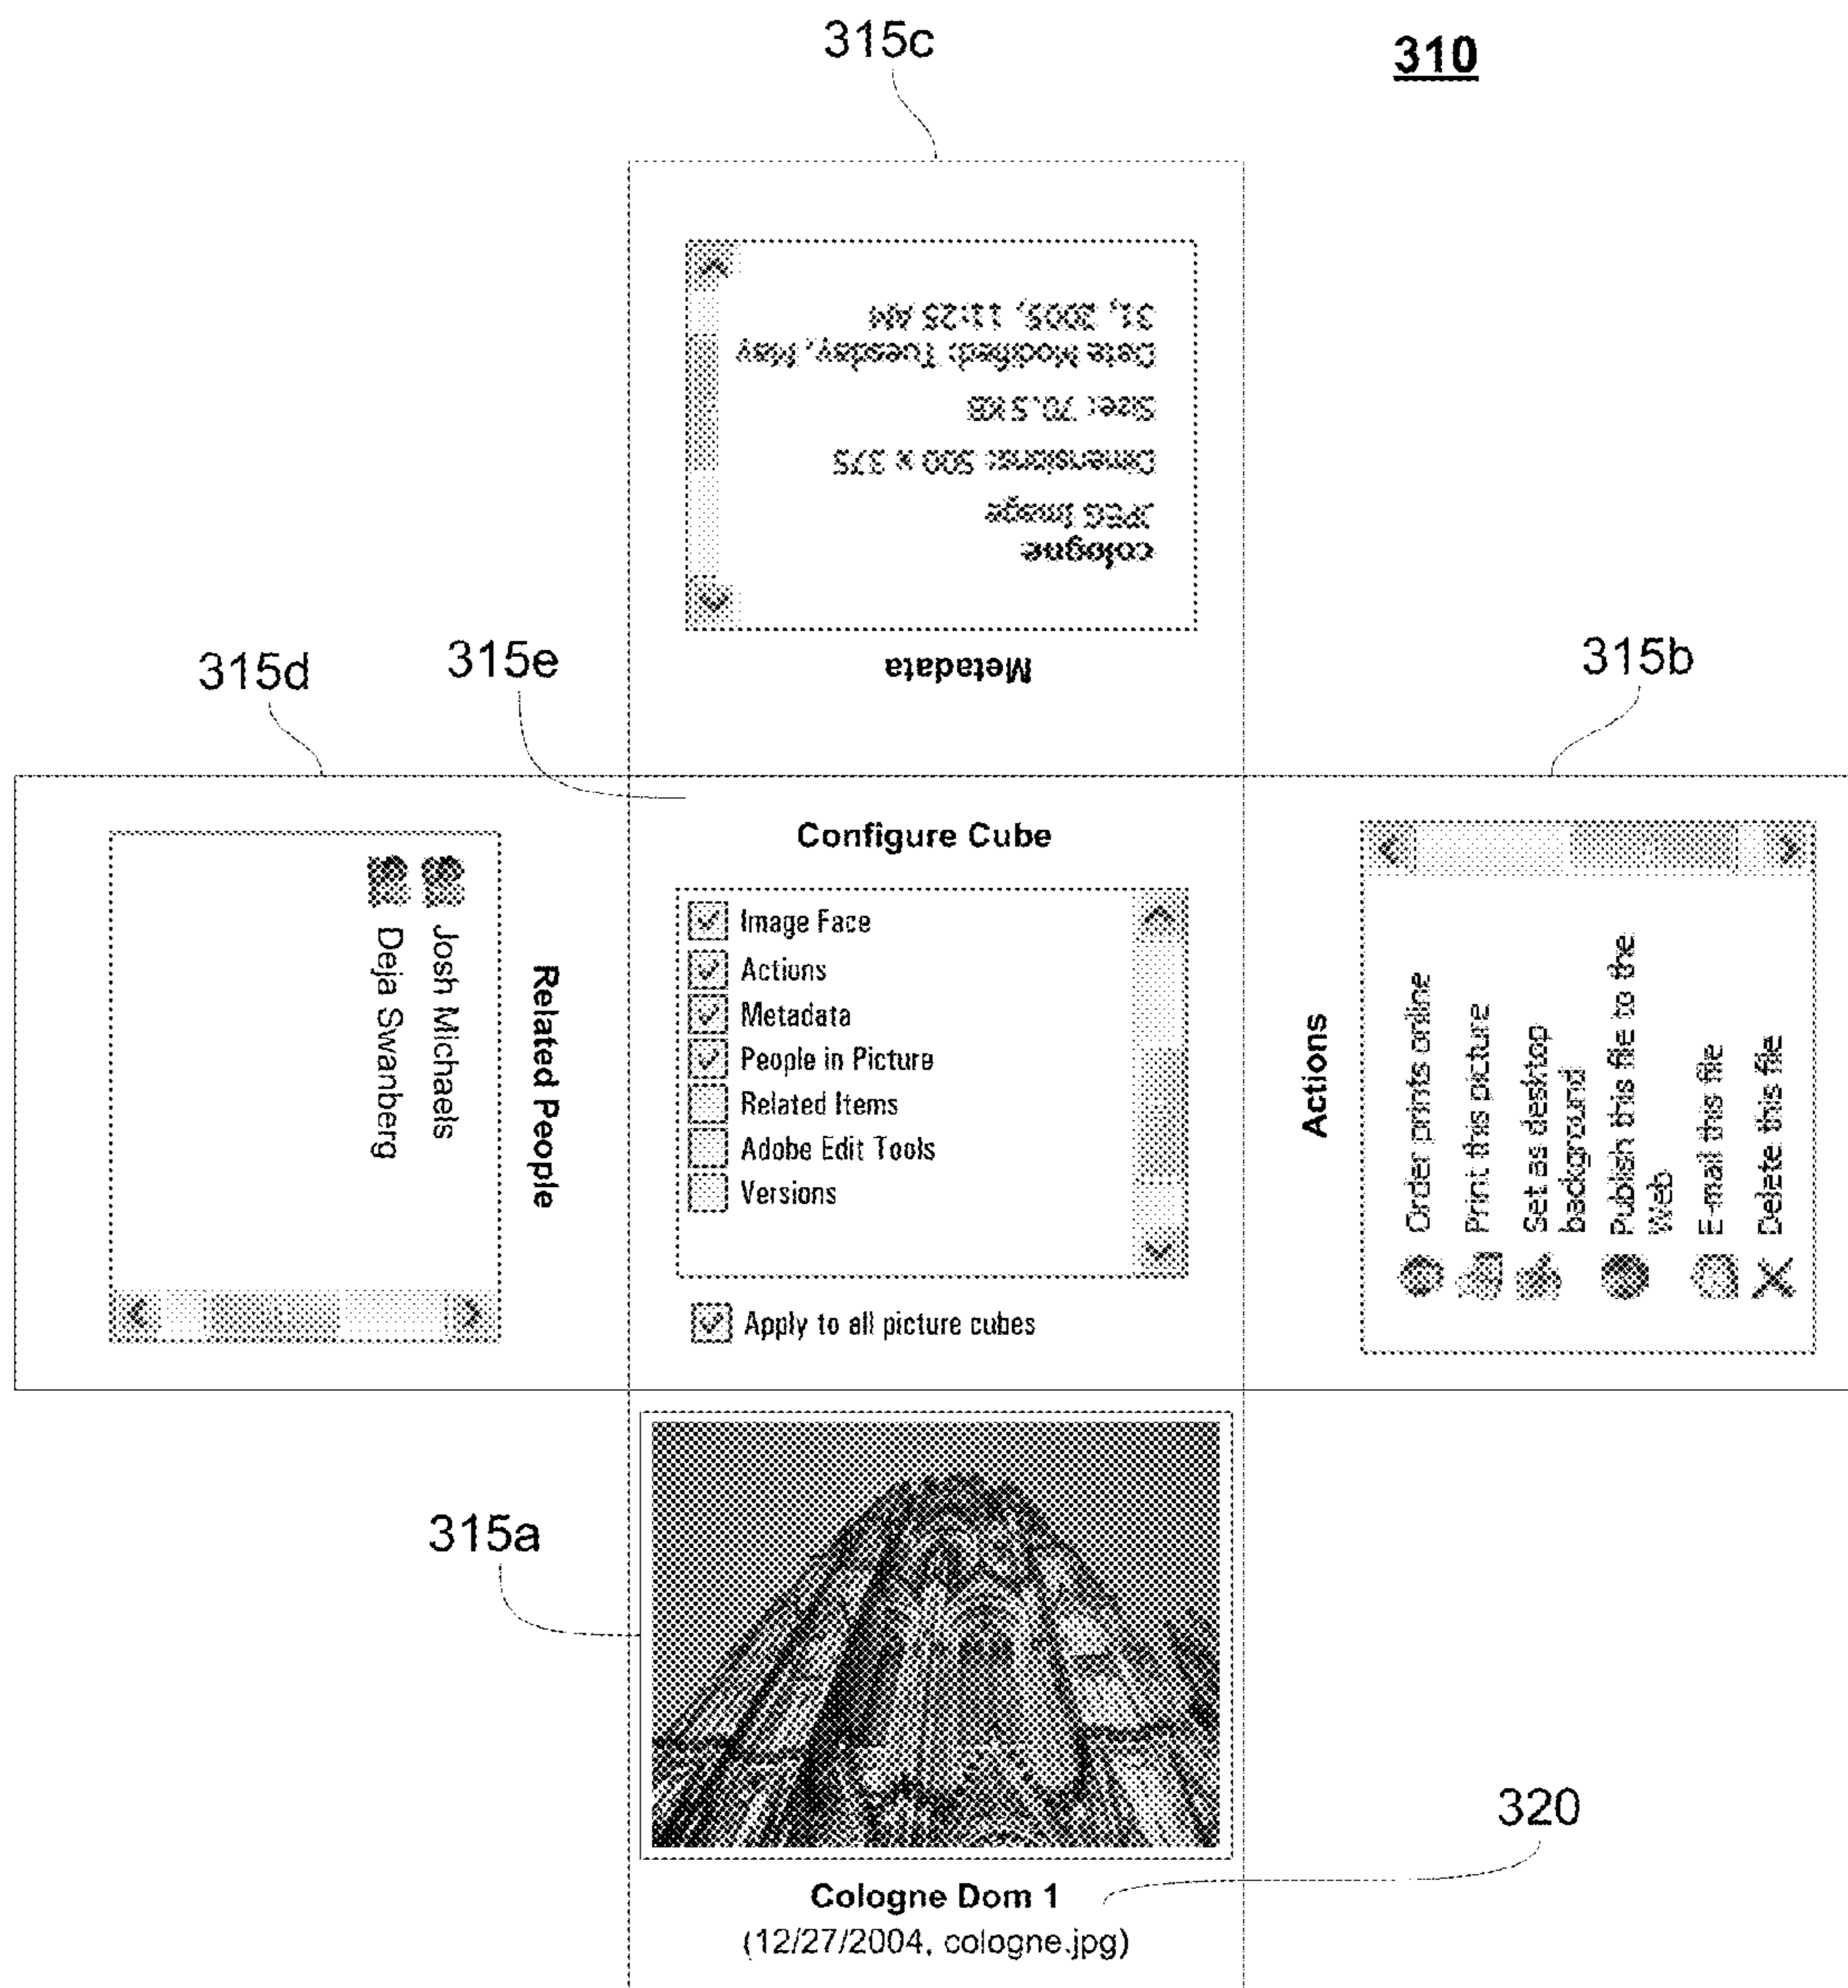 315c
310
31, 2005, 11:25 AM
Date Modified: Tuesday, May
Size: 70.5 KB
Dimensions: 500 x 375
JPEG Image
cologne
Metadata
315d
315e
315b
Josh Michaels
Deja Swanberg
Related People
Configure Cube
Image Face
Actions
Metadata
People in Picture
Related Items
Adobe Edit Tools
Versions
Apply to all picture cubes
Actions
Order prints online
Print this picture
Set as desktop
background
Publish this file to the
Web
E-mail this file
Delete this file
315a
320
Cologne Dom 1
(12/27/2004, cologne.jpg)